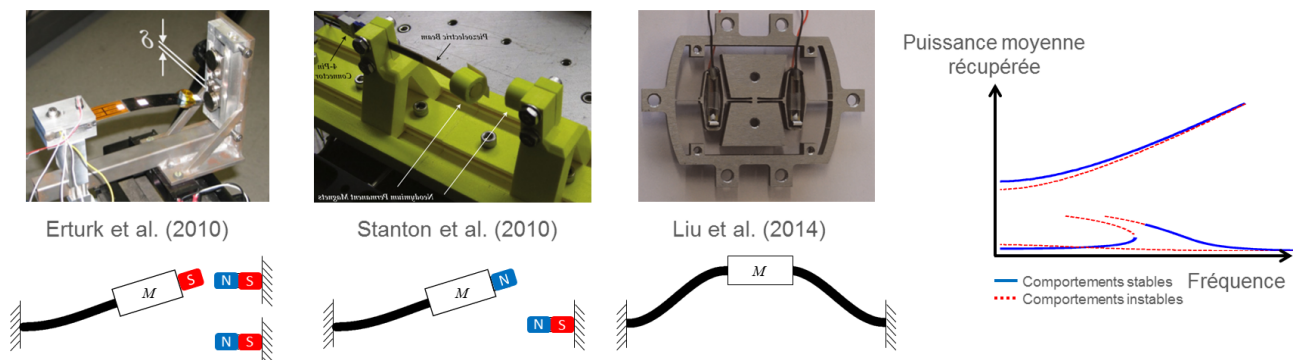 δ
Piezoelectric Beam
4-Pin
Connector
Neodymium Permanent Magnets
Erturk et al. (2010)
Stanton et al. (2010)
Liu et al. (2014)
Puissance moyenne
récupérée
Fréquence
Comportements stables
Comportements instables
M
S
N S
N S
M
N
N S
M